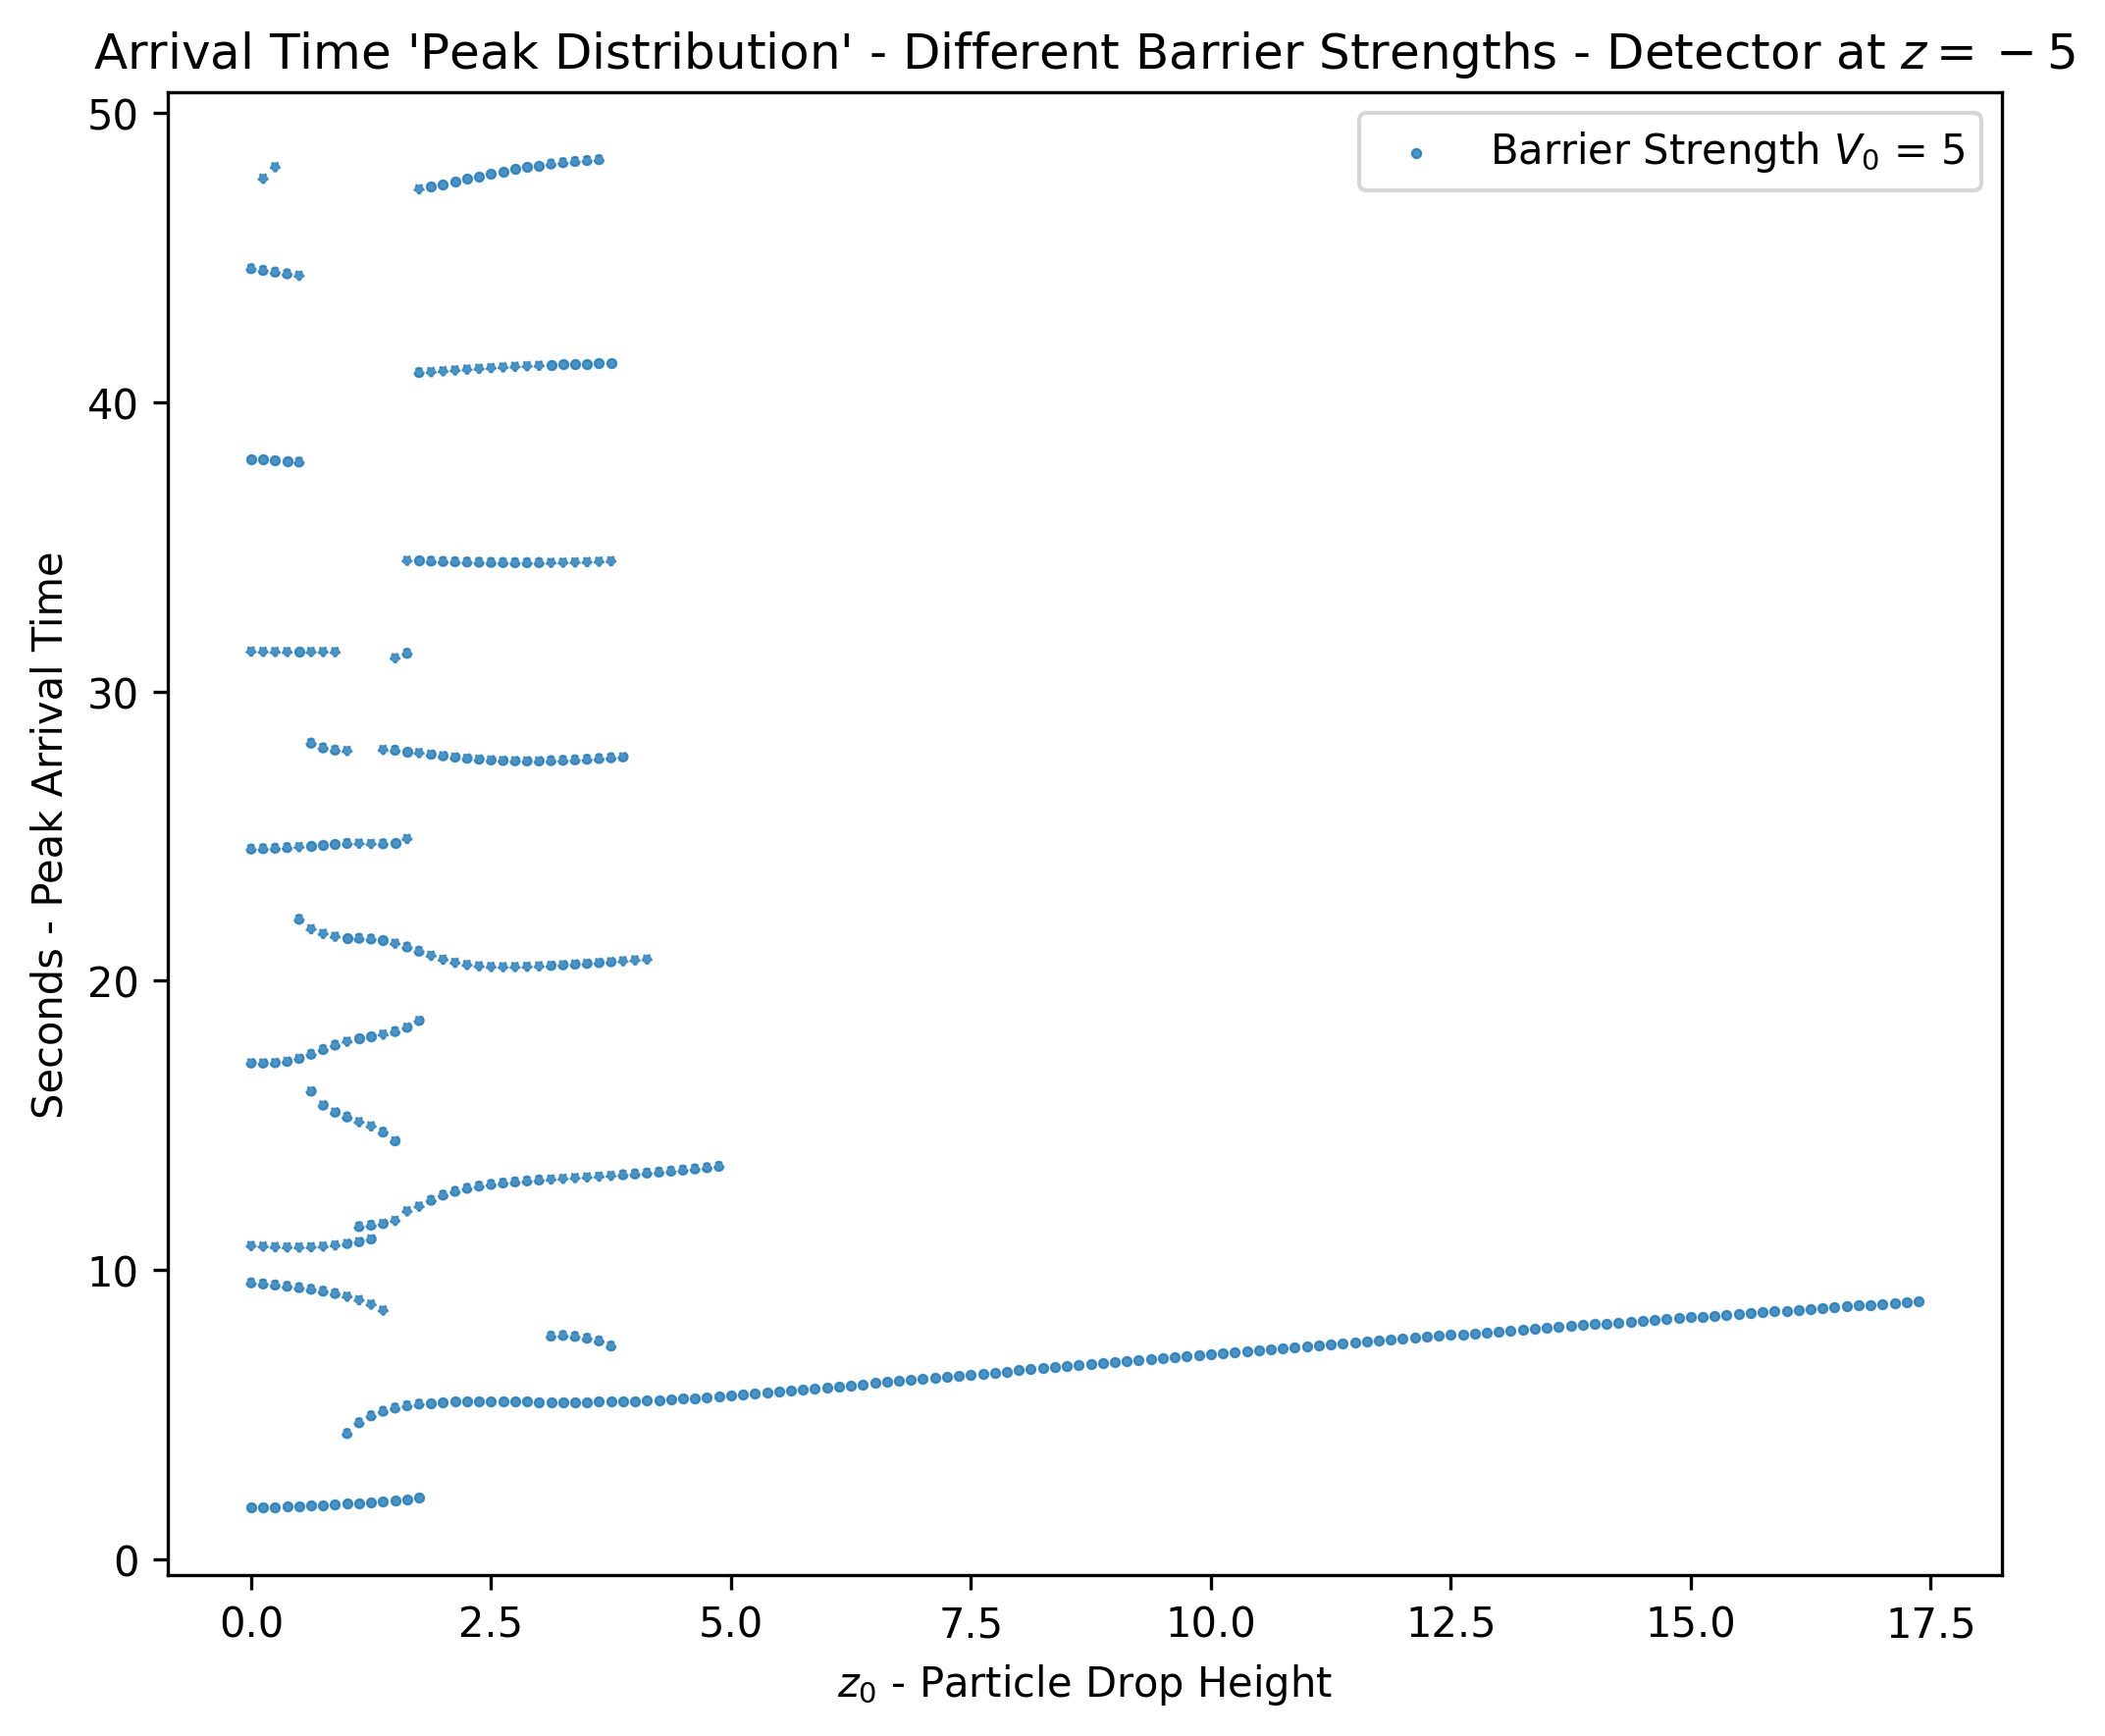 Arrival Time 'Peak Distribution' - Different Barrier Strengths - Detector at z = − 5
Barrier Strength V₀ = 5
50
40
30
20
10
0
Seconds - Peak Arrival Time
0.0 2.5 5.0 7.5 10.0 12.5 15.0 17.5
z₀ - Particle Drop Height